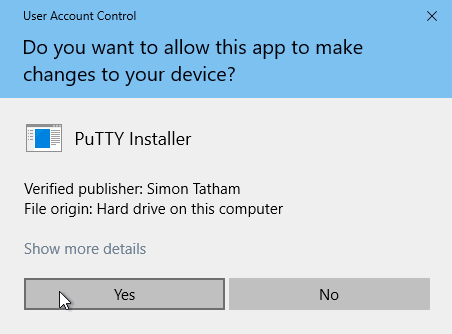 User Account Control
Do you want to allow this app to make
changes to your device?
PuTTY Installer
Verified publisher: Simon Tatham
File origin: Hard drive on this computer
Show more details
Yes
No